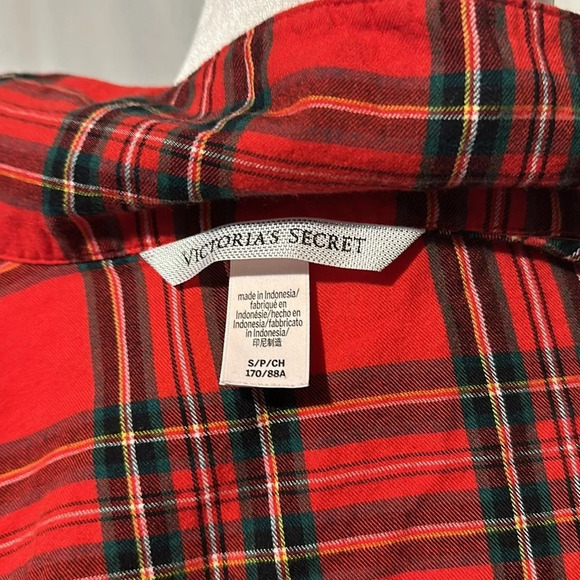 VICTORIA'S SECRET
made in Indonesia/
fabriqué en
Indonésie/hecho en
Indonesia/fabbricato
in Indonesia/
印尼制造
S/P/CH
170/88A